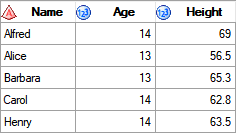 Name Age Height
Alfred 14 69
Alice 13 56.5
Barbara 13 65.3
Carol 14 62.8
Henry 14 63.5